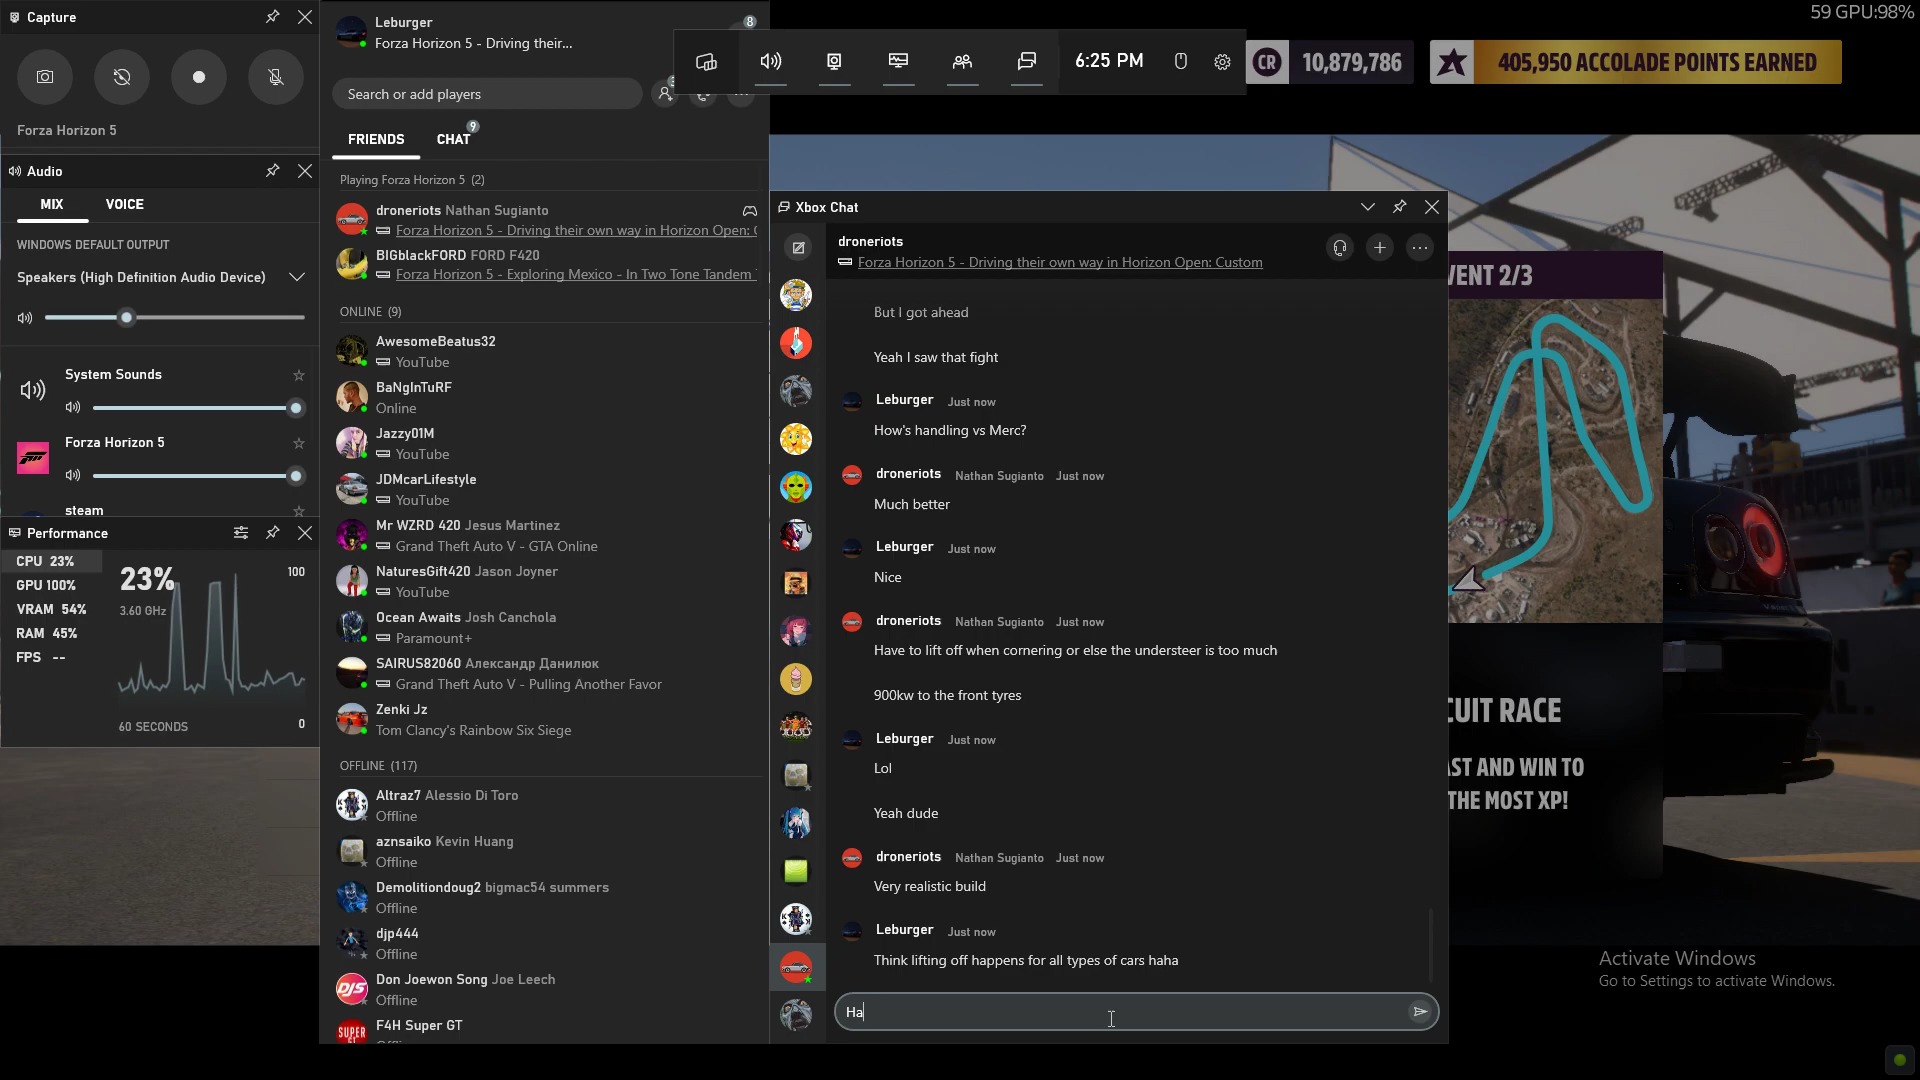 Capture
Forza Horizon 5
Audio
MIX
VOICE
WINDOWS DEFAULT OUTPUT
Speakers (High Definition Audio Device)
System Sounds
Forza Horizon 5
steam
Performance
CPU 23%
GPU 100%
VRAM 54%
RAM 45%
FPS --
23%
3.60 GHz
100
60 SECONDS
0
Leburger
Forza Horizon 5 - Driving their...
8
Search or add players
FRIENDS
CHAT
9
Playing Forza Horizon 5 (2)
droneriots Nathan Sugianto
Forza Horizon 5 - Driving their own way in Horizon Open:
BIGblackFORD FORD F420
Forza Horizon 5 - Exploring Mexico - In Two Tone Tandem
ONLINE (9)
AwesomeBeatus32
YouTube
BaNgInTuRF
Online
Jazzy01M
YouTube
JDMcarLifestyle
YouTube
Mr WZRD 420 Jesus Martinez
Grand Theft Auto V - GTA Online
NaturesGift420 Jason Joyner
YouTube
Ocean Awaits Josh Canchola
Paramount+
SAIRUS82060 Александр Данилюк
Grand Theft Auto V - Pulling Another Favor
Zenki Jz
Tom Clancy's Rainbow Six Siege
OFFLINE (117)
Altraz7 Alessio Di Toro
Offline
aznsaiko Kevin Huang
Offline
Demolitiondoug2 bigmac54 summers
Offline
djp444
Offline
Don Joewon Song Joe Leech
Offline
F4H Super GT
6:25 PM
59 GPU:98%
CR 10,879,786
405,950 ACCOLADE POINTS EARNED
Xbox Chat
droneriots
Forza Horizon 5 - Driving their own way in Horizon Open: Custom
But I got ahead
Yeah I saw that fight
Leburger Just now
How's handling vs Merc?
droneriots Nathan Sugianto Just now
Much better
Leburger Just now
Nice
droneriots Nathan Sugianto Just now
Have to lift off when cornering or else the understeer is too much
900kw to the front tyres
Leburger Just now
Lol
Yeah dude
droneriots Nathan Sugianto Just now
Very realistic build
Leburger Just now
Think lifting off happens for all types of cars haha
Ha
VENT 2/3
CUIT RACE
AST AND WIN TO
THE MOST XP!
Activate Windows
Go to Settings to activate Windows.
DJS
SUPER